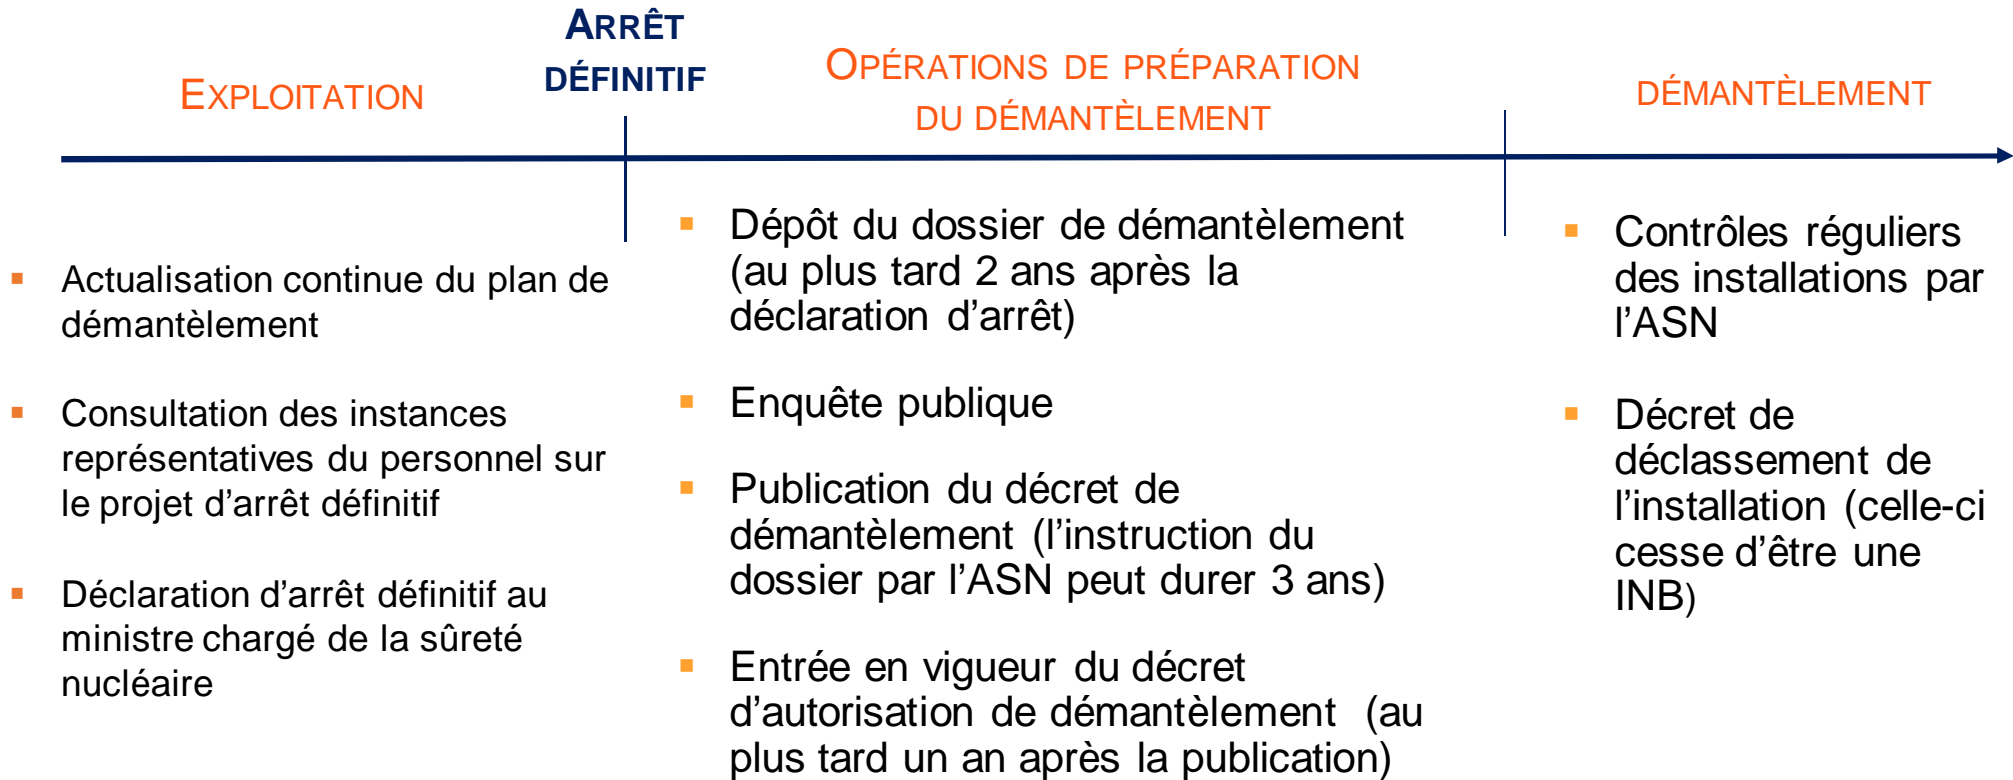 EXPLOITATION
ARRÊT
DÉFINITIF
OPÉRATIONS DE PRÉPARATION
DU DÉMANTÈLEMENT
DÉMANTÈLEMENT
▪ Actualisation continue du plan de
démantèlement
▪ Consultation des instances
représentatives du personnel sur
le projet d’arrêt définitif
▪ Déclaration d’arrêt définitif au
ministre chargé de la sûreté
nucléaire
▪ Dépôt du dossier de démantèlement
(au plus tard 2 ans après la
déclaration d’arrêt)
▪ Enquête publique
▪ Publication du décret de
démantèlement (l’instruction du
dossier par l’ASN peut durer 3 ans)
▪ Entrée en vigueur du décret
d’autorisation de démantèlement (au
plus tard un an après la publication)
▪ Contrôles réguliers
des installations par
l’ASN
▪ Décret de
déclassement de
l’installation (celle-ci
cesse d’être une
INB)